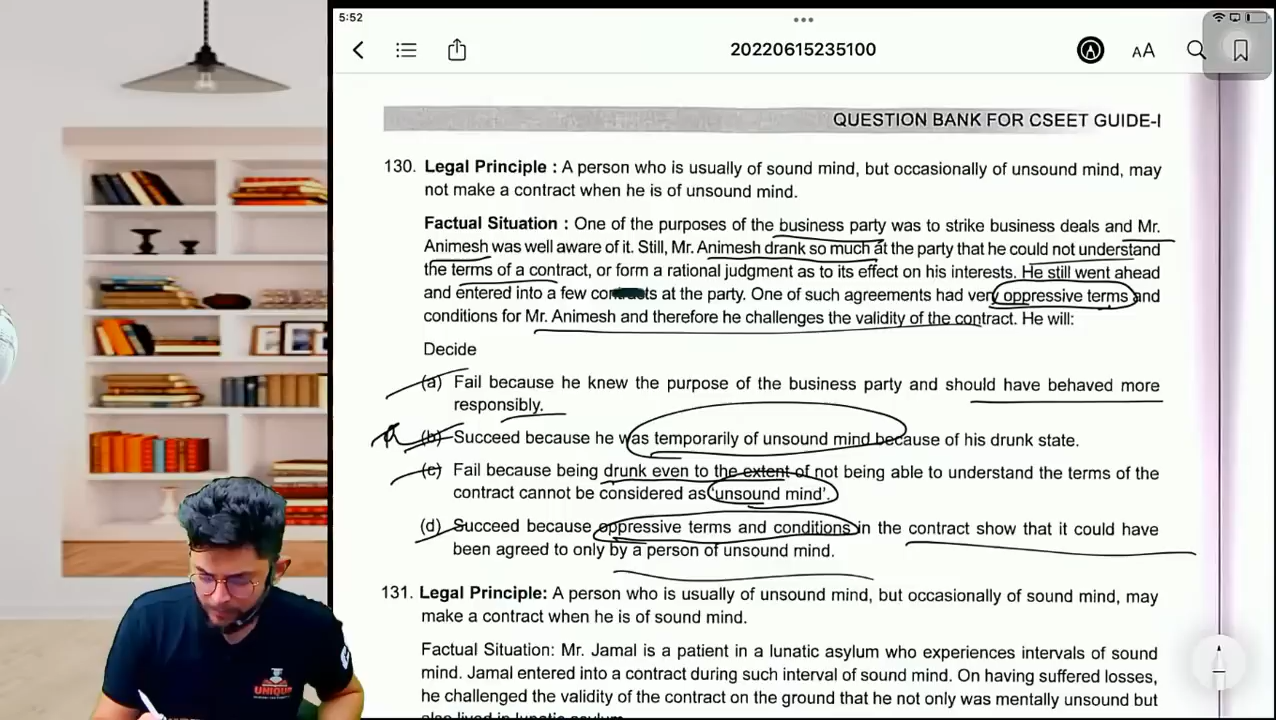 5:52
20220615235100
AA
QUESTION BANK FOR CSEET GUIDE-I
130. Legal Principle : A person who is usually of sound mind, but occasionally of unsound mind, may
not make a contract when he is of unsound mind.
Factual Situation : One of the purposes of the business party was to strike business deals and Mr.
Animesh was well aware of it. Still, Mr. Animesh drank so much at the party that he could not understand
the terms of a contract, or form a rational judgment as to its effect on his interests. He still went ahead
and entered into a few contracts at the party. One of such agreements had very oppressive terms and
conditions for Mr. Animesh and therefore he challenges the validity of the contract. He will:
Decide
(a) Fail because he knew the purpose of the business party and should have behaved more
responsibly.
(b) Succeed because he was temporarily of unsound mind because of his drunk state.
(c) Fail because being drunk even to the extent of not being able to understand the terms of the
contract cannot be considered as 'unsound mind'.
(d) Succeed because oppressive terms and conditions in the contract show that it could have
been agreed to only by a person of unsound mind.
131. Legal Principle: A person who is usually of unsound mind, but occasionally of sound mind, may
make a contract when he is of sound mind.
Factual Situation: Mr. Jamal is a patient in a lunatic asylum who experiences intervals of sound
mind. Jamal entered into a contract during such interval of sound mind. On having suffered losses,
he challenged the validity of the contract on the ground that he not only was mentally unsound but
also lived in lunatic asylum.
UNIQUE